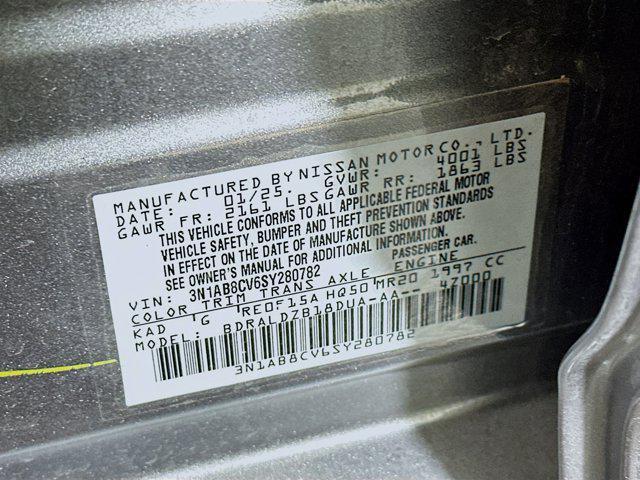 MANUFACTURED BY NISSAN MOTOR CO., LTD.
DATE: 01/25. GVWR: 4001 LBS
GAWR FR: 2161 LBS GAWR RR: 1863 LBS
THIS VEHICLE CONFORMS TO ALL APPLICABLE FEDERAL MOTOR
VEHICLE SAFETY, BUMPER AND THEFT PREVENTION STANDARDS
IN EFFECT ON THE DATE OF MANUFACTURE SHOWN ABOVE.
SEE OWNER'S MANUAL FOR ADDITIONAL INFORMATION.
VIN: 3N1AB8CV6SY280782 PASSENGER CAR.
COLOR TRIM TRANS AXLE ENGINE
KAD G RE0F15A HQ50 MR20 1997 CC
MODEL: BDRALDZB18DUA-AA-- 4Z000
3N1AB8CV6SY280782